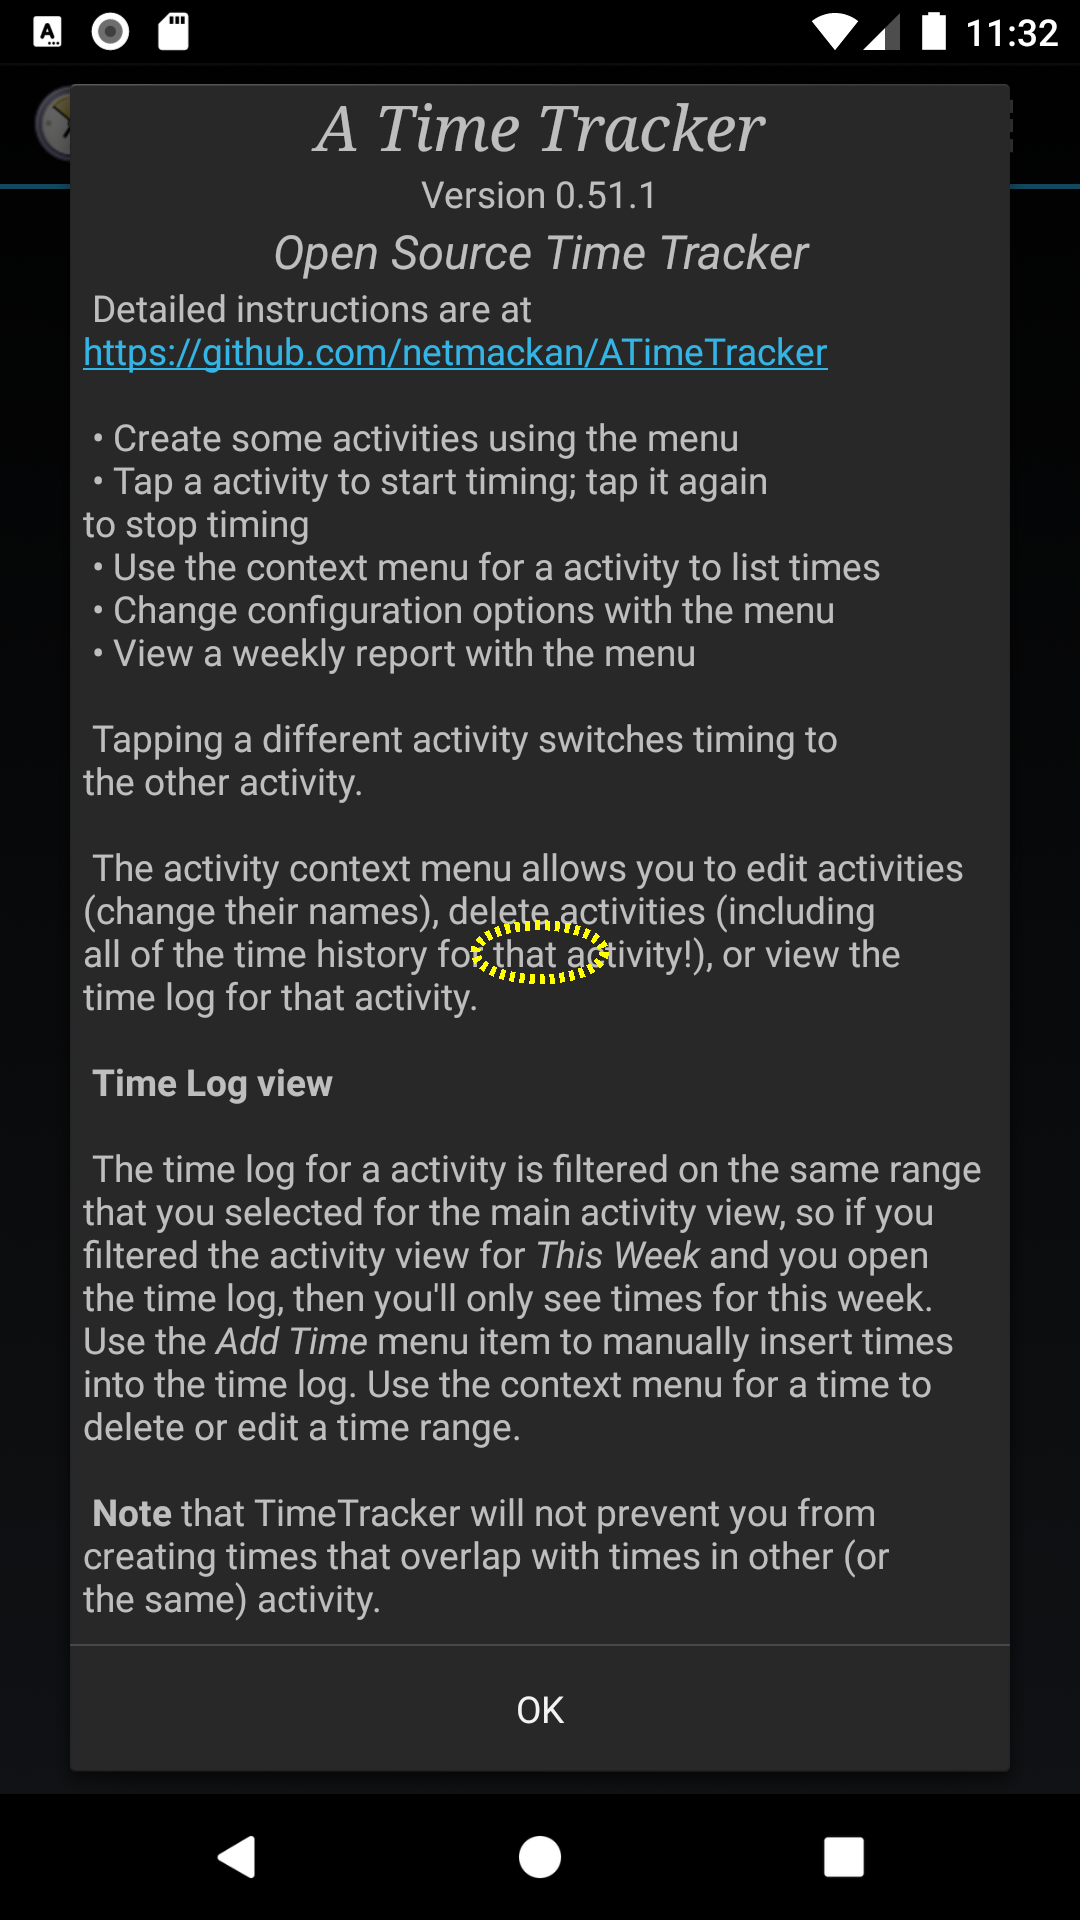 11:32
A Time Tracker
Version 0.51.1
Open Source Time Tracker
Detailed instructions are at
https://github.com/netmackan/ATimeTracker
• Create some activities using the menu
• Tap a activity to start timing; tap it again
to stop timing
• Use the context menu for a activity to list times
• Change configuration options with the menu
• View a weekly report with the menu
Tapping a different activity switches timing to
the other activity.
The activity context menu allows you to edit activities
(change their names), delete activities (including
all of the time history for that activity!), or view the
time log for that activity.
Time Log view
The time log for a activity is filtered on the same range
that you selected for the main activity view, so if you
filtered the activity view for This Week and you open
the time log, then you'll only see times for this week.
Use the Add Time menu item to manually insert times
into the time log. Use the context menu for a time to
delete or edit a time range.
Note that TimeTracker will not prevent you from
creating times that overlap with times in other (or
the same) activity.
OK